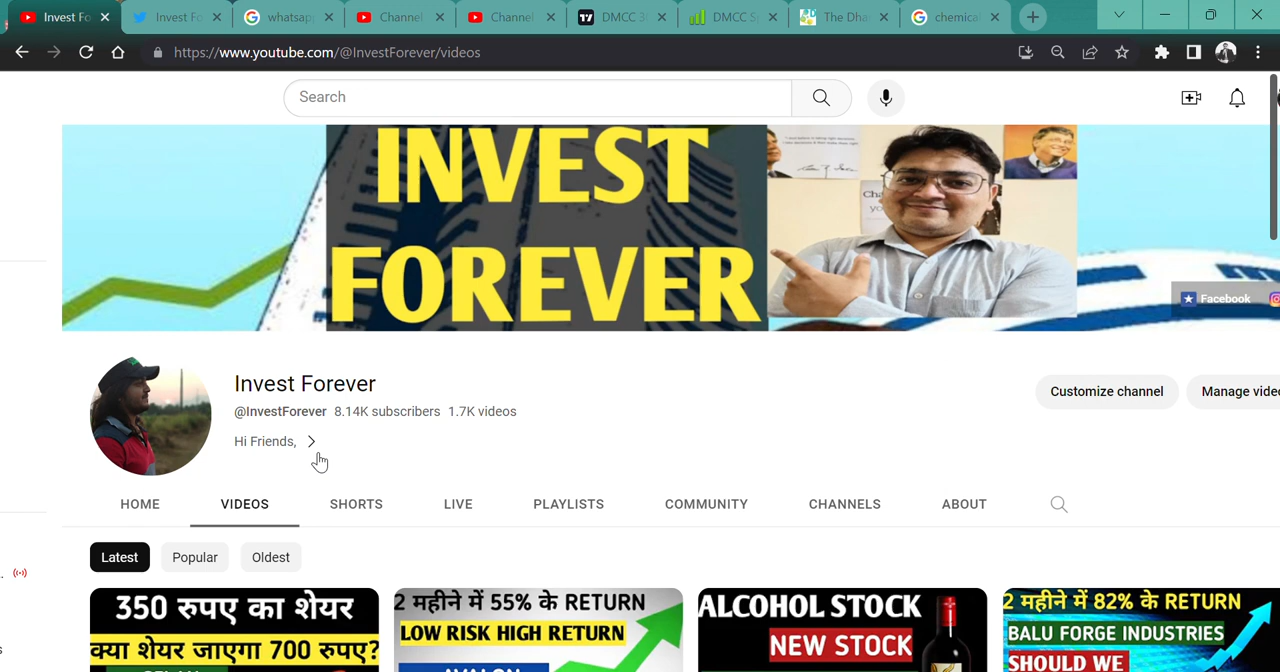 Invest Fo
Invest Fo
whatsap
Channel
Channel
DMCC 3
DMCC S
The Dha
chemica
https://www.youtube.com/@InvestForever/videos
Search
INVEST
FOREVER
Facebook
Invest Forever
@InvestForever 8.14K subscribers 1.7K videos
Hi Friends,
Customize channel
Manage vide
HOME
VIDEOS
SHORTS
LIVE
PLAYLISTS
COMMUNITY
CHANNELS
ABOUT
Latest
Popular
Oldest
350 रुपए का शेयर
क्या शेयर जाएगा 700 रुपए?
2 महीने में 55% के RETURN
LOW RISK HIGH RETURN
ALCOHOL STOCK
NEW STOCK
2 महीने में 82% के RETURN
BALU FORGE INDUSTRIES
SHOULD WE